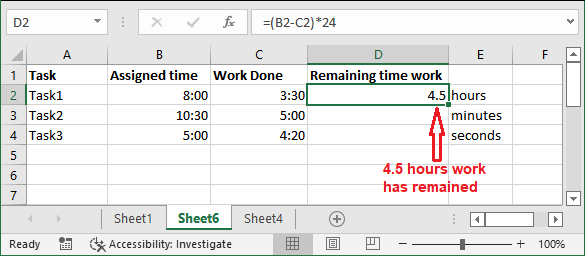 D2 =(B2-C2)*24
A B C D E F
1 Task Assigned time Work Done Remaining time work
2 Task1 8:00 3:30 4.5 hours
3 Task2 10:30 5:00 minutes
4 Task3 5:00 4:20 seconds
5
6
7
4.5 hours work
has remained
Sheet1 Sheet6 Sheet4
Ready Accessibility: Investigate 100%